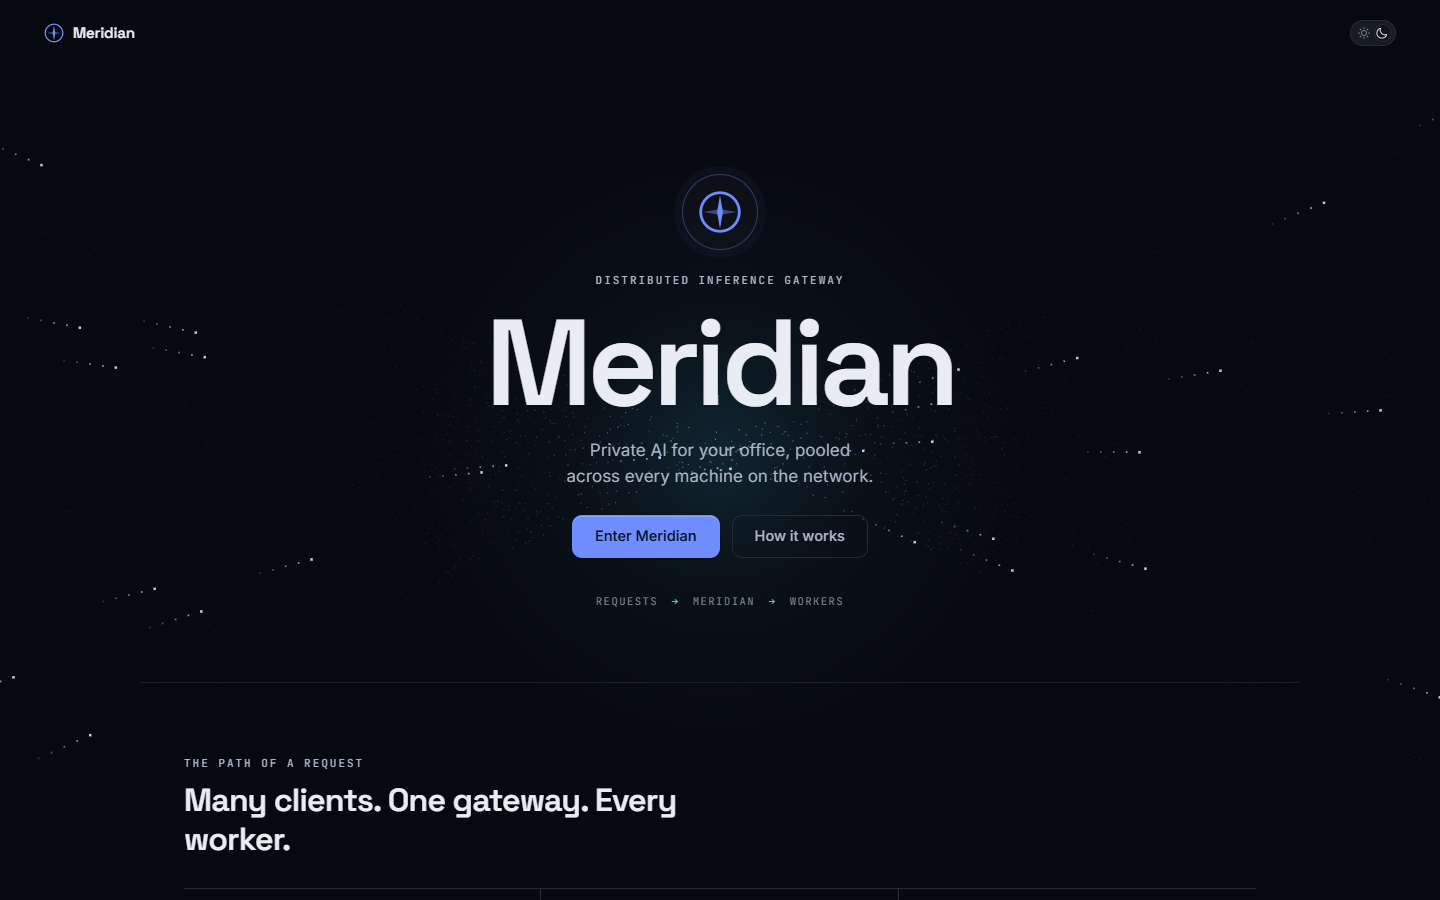 Meridian
DISTRIBUTED INFERENCE GATEWAY
Meridian
Private AI for your office, pooled
across every machine on the network.
Enter Meridian
How it works
REQUESTS → MERIDIAN → WORKERS
THE PATH OF A REQUEST
Many clients. One gateway. Every
worker.